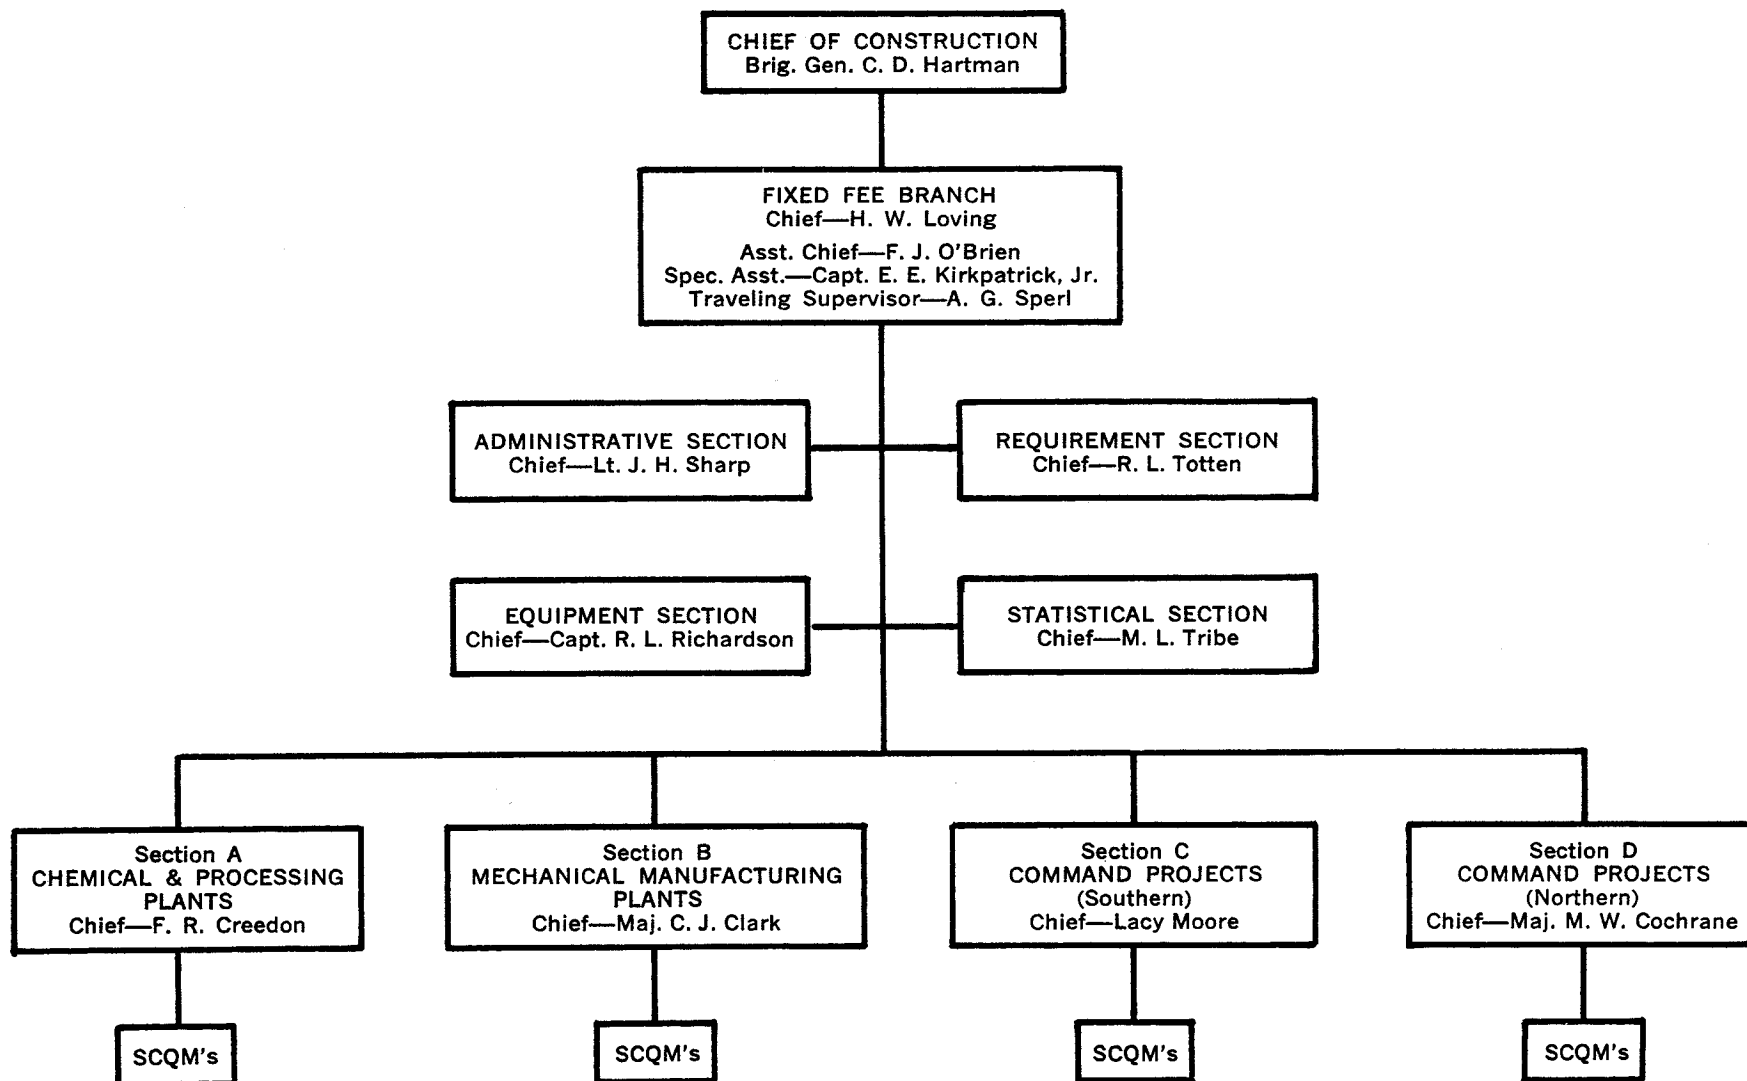 CHIEF OF CONSTRUCTION
Brig. Gen. C. D. Hartman
FIXED FEE BRANCH
Chief—H. W. Loving
Asst. Chief—F. J. O'Brien
Spec. Asst.—Capt. E. E. Kirkpatrick, Jr.
Traveling Supervisor—A. G. Sperl
ADMINISTRATIVE SECTION
Chief—Lt. J. H. Sharp
REQUIREMENT SECTION
Chief—R. L. Totten
EQUIPMENT SECTION
Chief—Capt. R. L. Richardson
STATISTICAL SECTION
Chief—M. L. Tribe
Section A
CHEMICAL & PROCESSING
PLANTS
Chief—F. R. Creedon
Section B
MECHANICAL MANUFACTURING
PLANTS
Chief—Maj. C. J. Clark
Section C
COMMAND PROJECTS
(Southern)
Chief—Lacy Moore
Section D
COMMAND PROJECTS
(Northern)
Chief—Maj. M. W. Cochrane
SCQM's
SCQM's
SCQM's
SCQM's